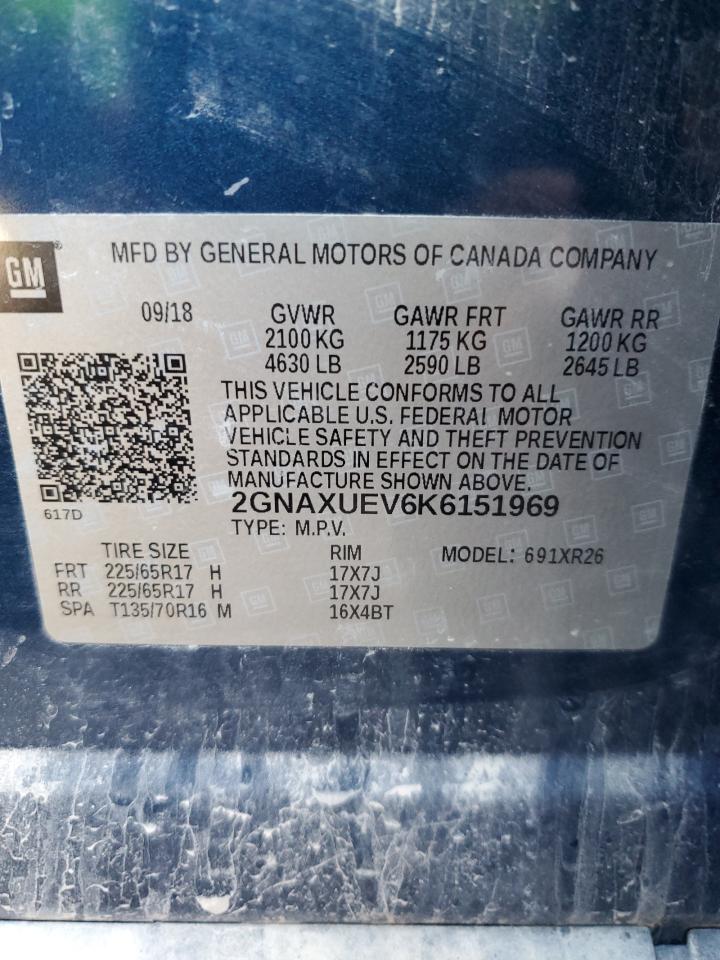 GM
MFD BY GENERAL MOTORS OF CANADA COMPANY
09/18 GVWR GAWR FRT GAWR RR
2100 KG 1175 KG 1200 KG
4630 LB 2590 LB 2645 LB
THIS VEHICLE CONFORMS TO ALL
APPLICABLE U.S. FEDERAL MOTOR
VEHICLE SAFETY AND THEFT PREVENTION
STANDARDS IN EFFECT ON THE DATE OF
MANUFACTURE SHOWN ABOVE.
2GNAXUEV6K6151969
617D
TYPE: M.P.V.
TIRE SIZE RIM MODEL: 691XR26
FRT 225/65R17 H 17X7J
RR 225/65R17 H 17X7J
SPA T135/70R16 M 16X4BT